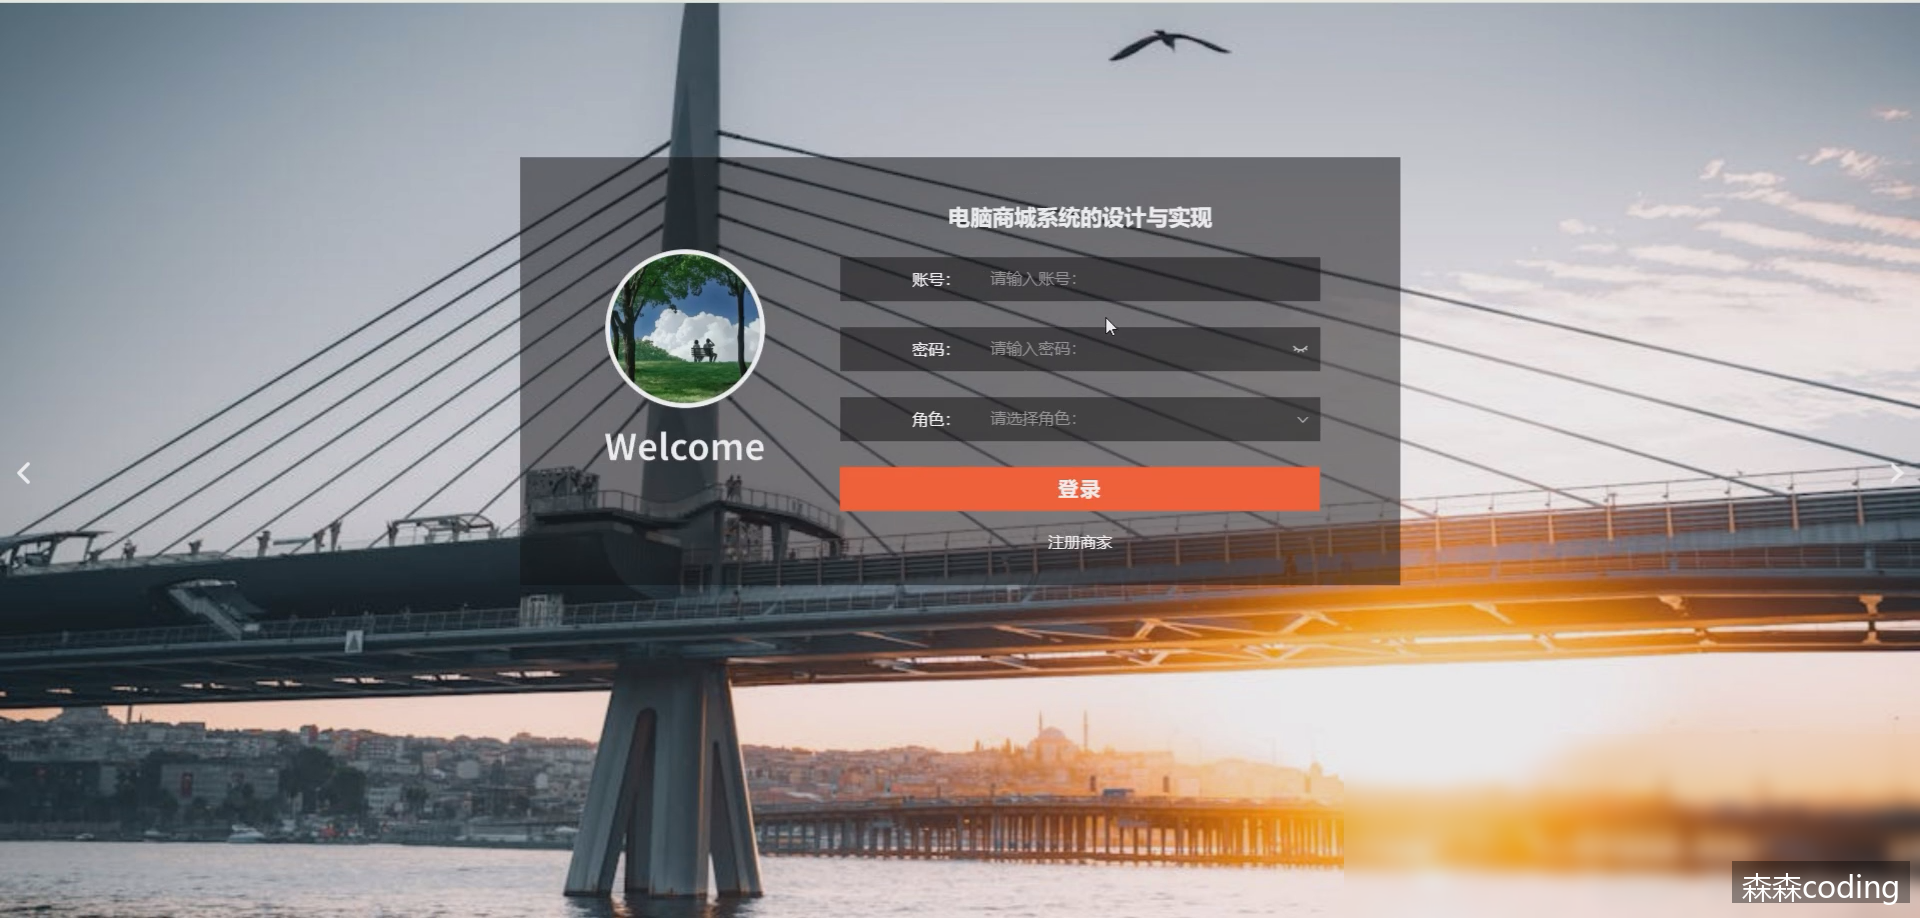 电脑商城系统的设计与实现
账号：
请输入账号：
密码：
请输入密码：
角色：
请选择角色：
Welcome
登录
注册商家
森森coding